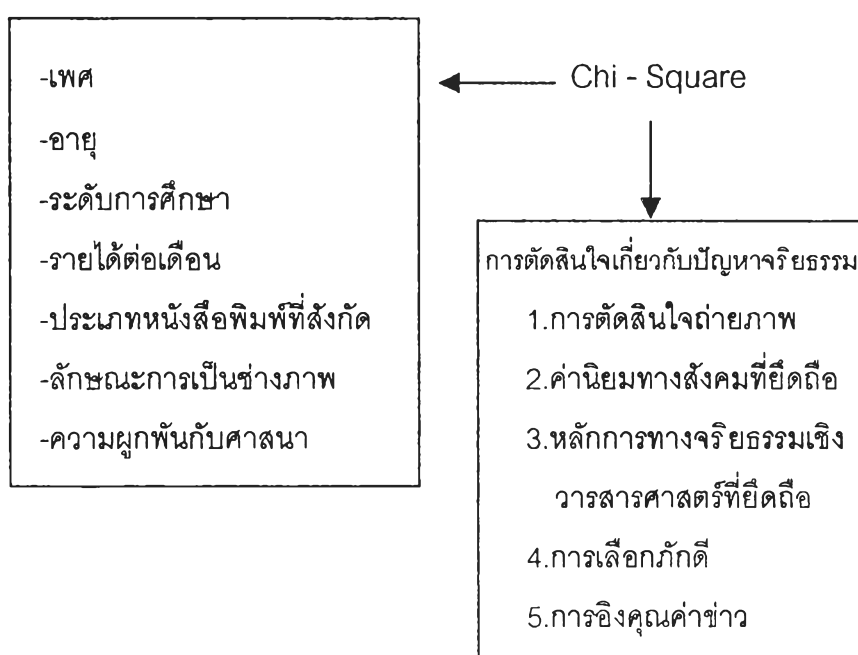 -เพศ
Chi - Square
-อายุ
-ระดับการศึกษา
-รายได้ต่อเดือน
-ประเภทหนังสือพิมพ์ที่สังกัด
-ลักษณะการเป็นช่างภาพ
-ความผูกพันกับศาสนา
การตัดสินใจเกี่ยวกับปัญหาจริยธรรม
1.การตัดสินใจถ่ายภาพ
2.ค่านิยมทางสังคมที่ยึดถือ
3.หลักการทางจริยธรรมเชิง
วารสารศาสตร์ที่ยึดถือ
4.การเลือกภักดี
5.การอิงคุณค่าข่าว